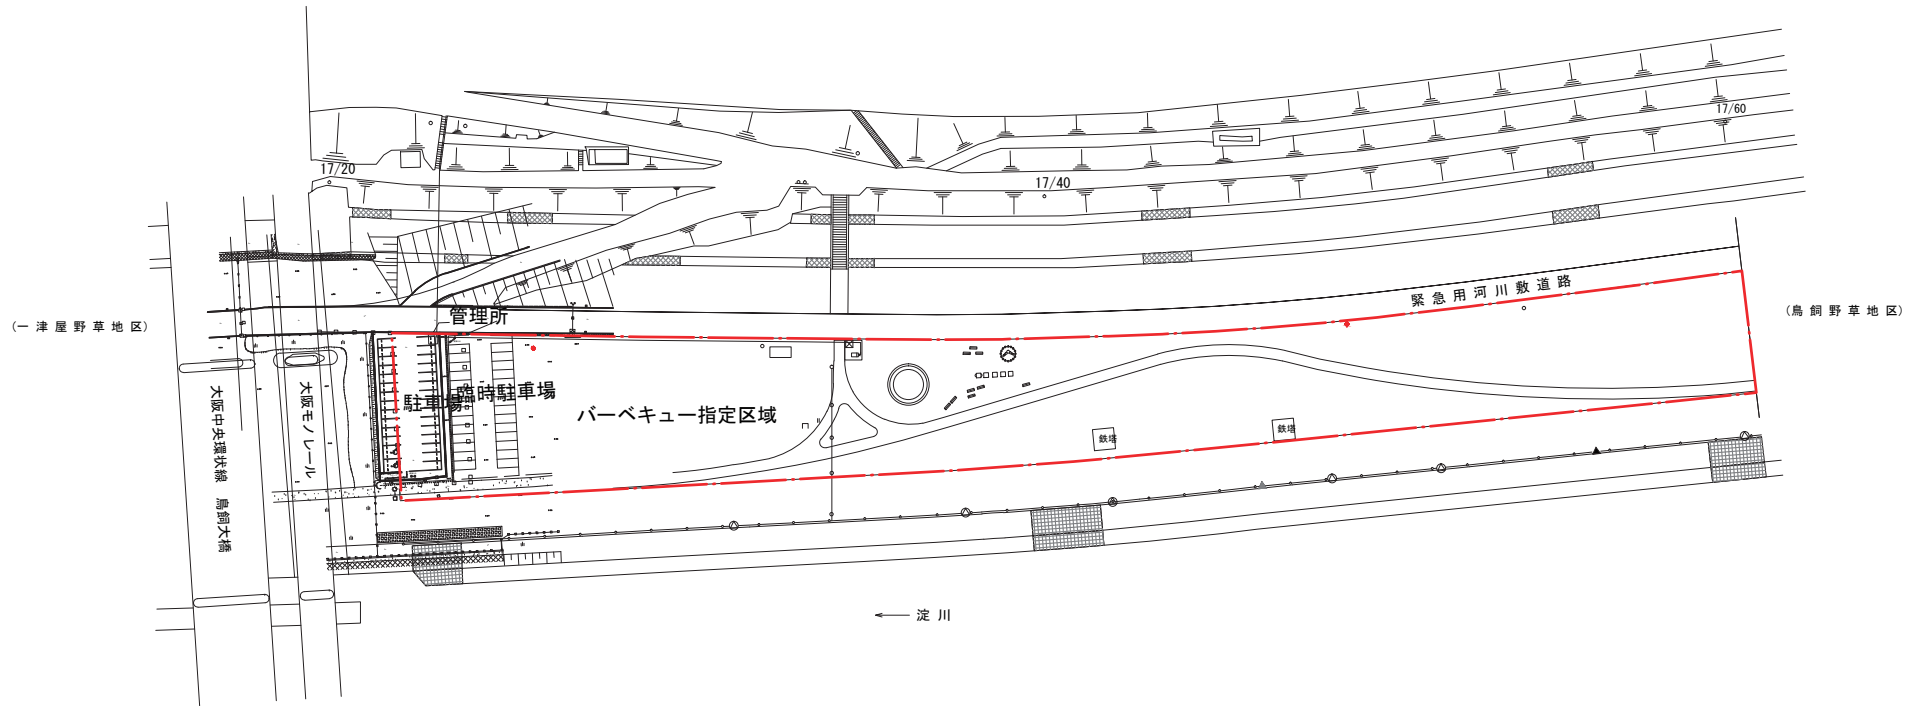 17/60
17/20
17/40
緊急用河川敷道路
(一津屋野草地区)
管理所
(鳥飼野草地区)
大阪中央環状線 鳥飼大橋
大阪モノレール
駐車場
臨時駐車場
バーベキュー指定区域
鉄塔
鉄塔
← 淀川